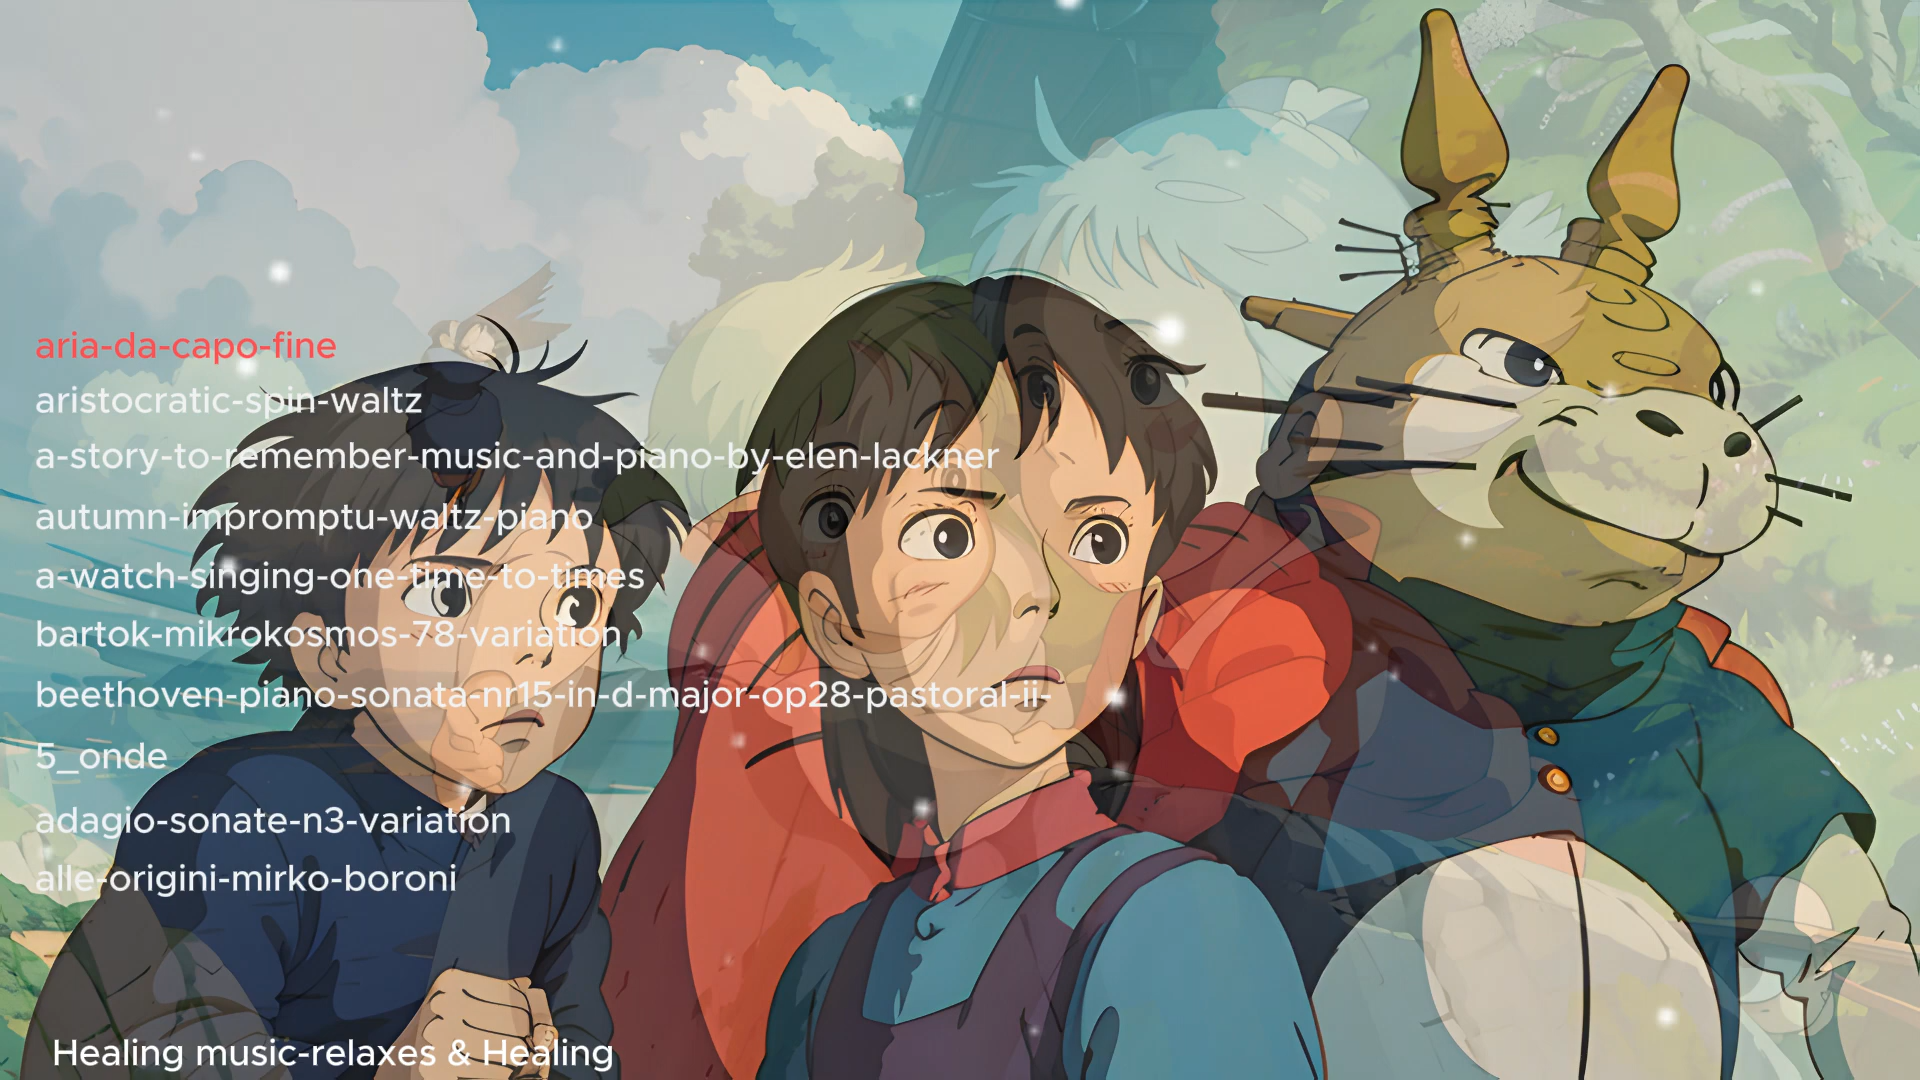 aria-da-capo-fine
aristocratic-spin-waltz
a-story-to-remember-music-and-piano-by-elen-lackner
autumn-impromptu-waltz-piano
a-watch-singing-one-time-to-times
bartok-mikrokosmos-78-variation
beethoven-piano-sonata-nr15-in-d-major-op28-pastoral-ii-
5_onde
adagio-sonate-n3-variation
alle-origini-mirko-boroni
Healing music-relaxes & Healing